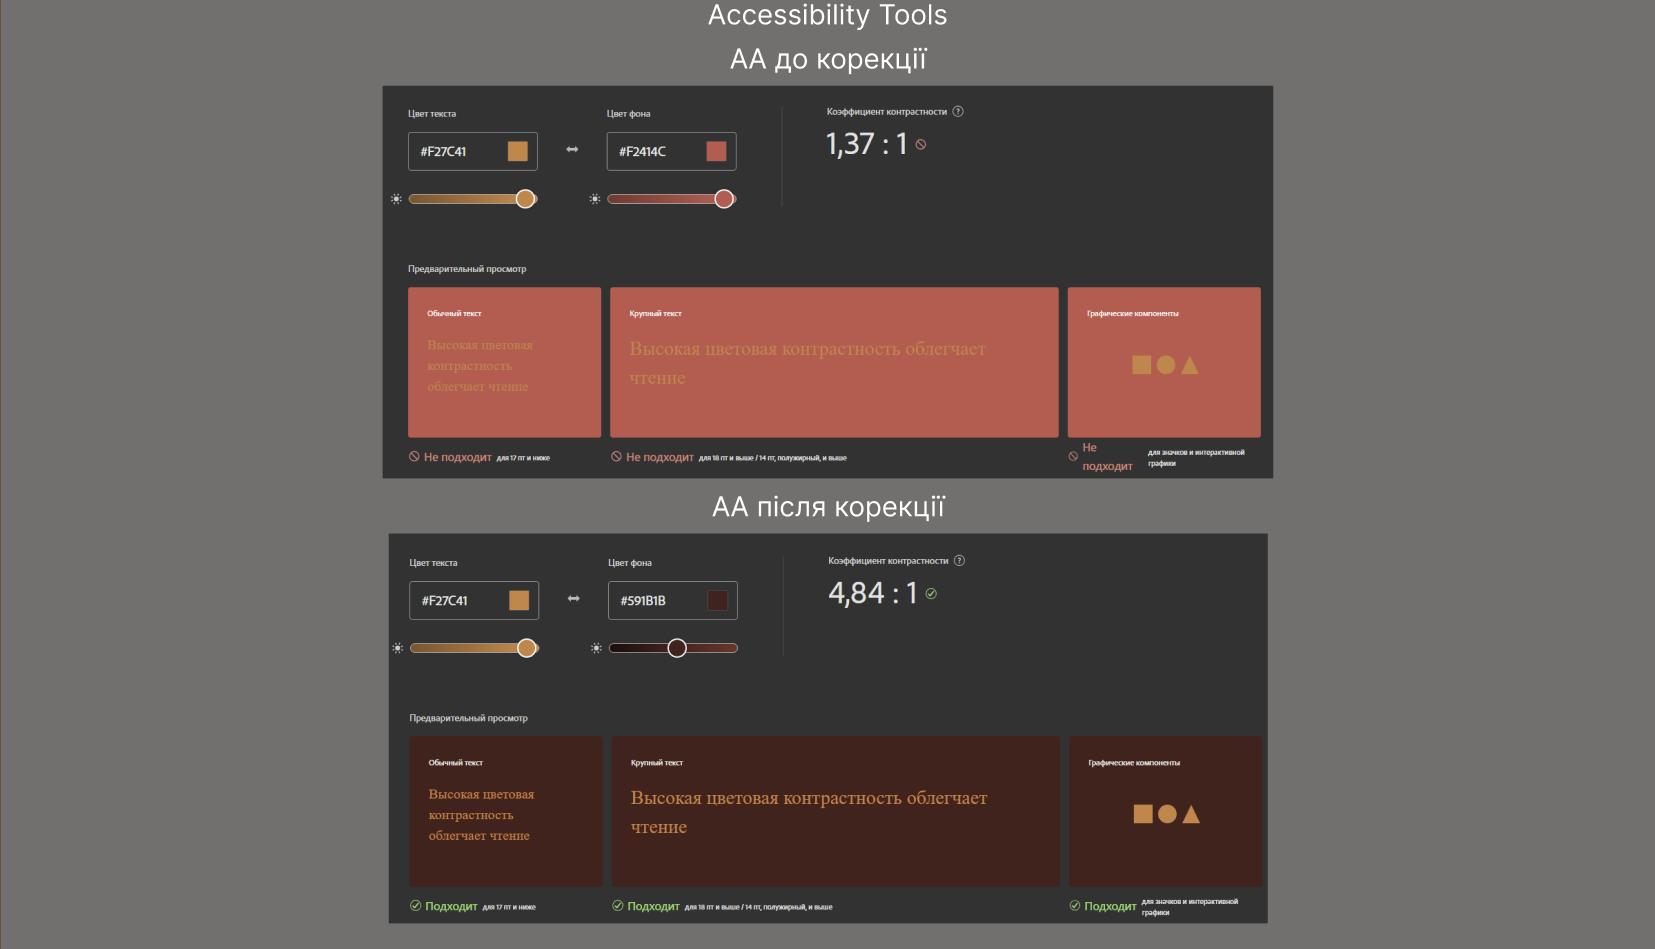 Accessibility Tools
АА до корекції
Цвет текста
Цвет фона
Коэффициент контрастности ?
#F27C41
#F2414C
1,37 : 1
Предварительный просмотр
Обычный текст
Высокая цветовая
контрастность
облегчает чтение
Крупный текст
Высокая цветовая контрастность облегчает
чтение
Графические компоненты
Не подходит для 17 пт и ниже
Не подходит для 18 пт и выше / 14 пт, полужирный, и выше
Не
подходит
для значков и интерактивной
графики
АА після корекції
Цвет текста
Цвет фона
Коэффициент контрастности ?
#F27C41
#591B1B
4,84 : 1
Предварительный просмотр
Обычный текст
Высокая цветовая
контрастность
облегчает чтение
Крупный текст
Высокая цветовая контрастность облегчает
чтение
Графические компоненты
Подходит для 17 пт и ниже
Подходит для 18 пт и выше / 14 пт, полужирный, и выше
Подходит
для значков и интерактивной
графики